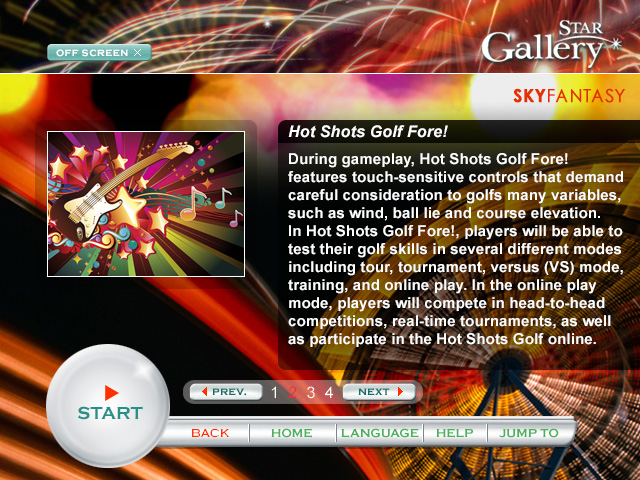 STAR
Gallery
OFF SCREEN X
SKYFANTASY
Hot Shots Golf Fore!
During gameplay, Hot Shots Golf Fore!
features touch-sensitive controls that demand
careful consideration to golfs many variables,
such as wind, ball lie and course elevation.
In Hot Shots Golf Fore!, players will be able to
test their golf skills in several different modes
including tour, tournament, versus (VS) mode,
training, and online play. In the online play
mode, players will compete in head-to-head
competitions, real-time tournaments, as well
as participate in the Hot Shots Golf online.
PREV. 1 2 3 4 NEXT
START
BACK HOME LANGUAGE HELP JUMP TO